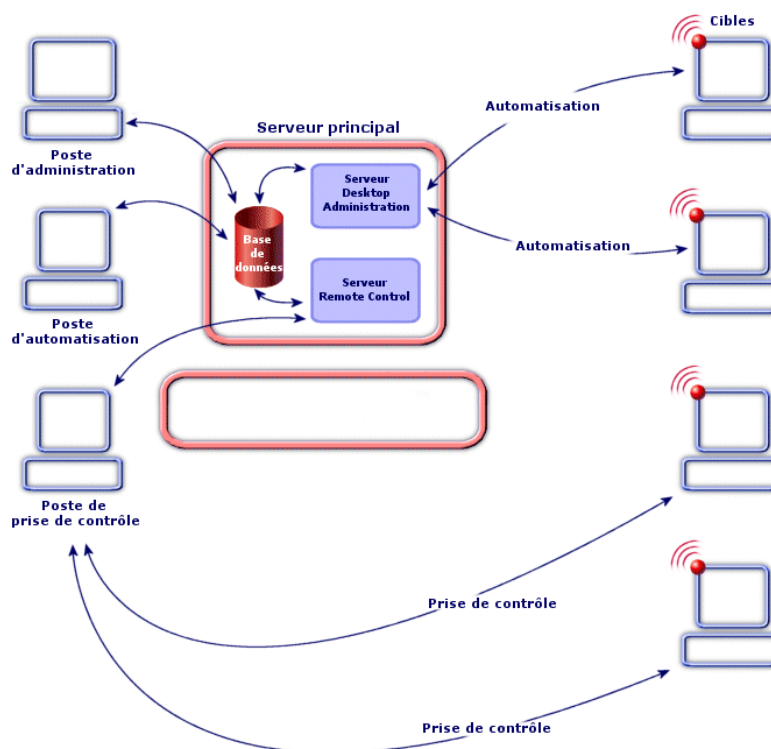 Cibles
Automatisation
Serveur principal
Poste
d'administration
Serveur
Desktop
Administration
Base
de
données
Automatisation
Serveur
Remote Control
Poste
d'automatisation
Poste de
prise de contrôle
Prise de contrôle
Prise de contrôle